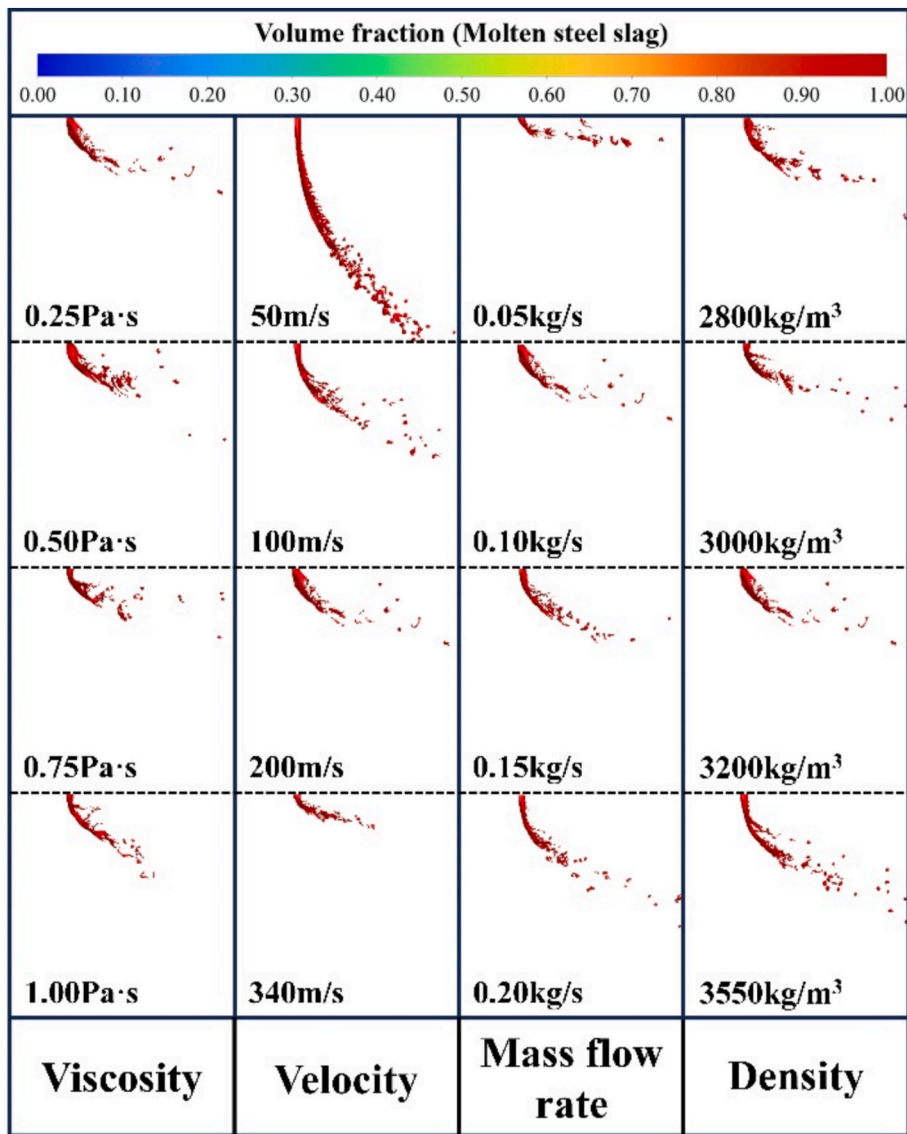 Volume fraction (Molten steel slag)
0.00 0.10 0.20 0.30 0.40 0.50 0.60 0.70 0.80 0.90 1.00
0.25Pa·s 50m/s 0.05kg/s 2800kg/m³
0.50Pa·s 100m/s 0.10kg/s 3000kg/m³
0.75Pa·s 200m/s 0.15kg/s 3200kg/m³
1.00Pa·s 340m/s 0.20kg/s 3550kg/m³
Viscosity Velocity Mass flow rate Density